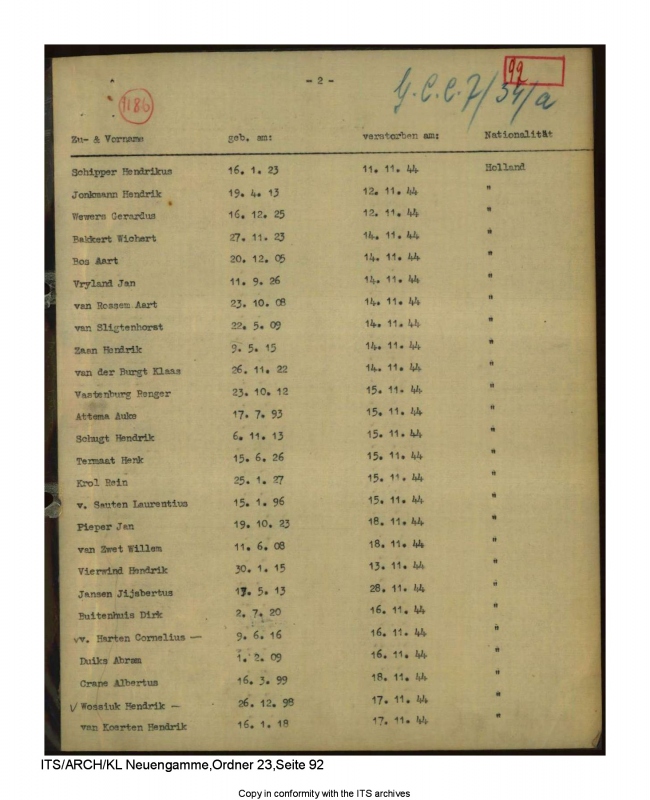 - 2 -
G.C.C.7/54/a
92
1186
Zu- & Vorname geb. am: verstorben am: Nationalität
Schipper Hendrikus 16. 1. 23 11. 11. 44 Holland
Jonkmann Hendrik 19. 4. 13 12. 11. 44 "
Wewers Gerardus 16. 12. 25 12. 11. 44 "
Bakkert Wichert 27. 11. 23 14. 11. 44 "
Bos Aart 20. 12. 05 14. 11. 44 "
Vryland Jan 11. 9. 26 14. 11. 44 "
van Rossem Aart 23. 10. 08 14. 11. 44 "
van Sligtenhorst 22. 5. 09 14. 11. 44 "
Zaan Hendrik 9. 5. 15 14. 11. 44 "
van der Burgt Klaas 26. 11. 22 14. 11. 44 "
Vastenburg Renger 23. 10. 12 15. 11. 44 "
Attema Auke 17. 7. 93 15. 11. 44 "
Schugt Hendrik 6. 11. 13 15. 11. 44 "
Termaat Henk 15. 6. 26 15. 11. 44 "
Krol Rein 25. 1. 27 15. 11. 44 "
v. Santen Laurentius 15. 1. 96 15. 11. 44 "
Pieper Jan 19. 10. 23 18. 11. 44 "
van Zwet Willem 11. 6. 08 18. 11. 44 "
Vierwind Hendrik 30. 1. 15 13. 11. 44 "
Jansen Jijsbertus 5. 13 28. 11. 44 "
Buitenhuis Dirk 2. 7. 20 16. 11. 44 "
vv. Harten Cornelius — 9. 6. 16 16. 11. 44 "
Duiks Abram 1. 2. 09 16. 11. 44 "
Crans Albertus 16. 3. 99 18. 11. 44 "
√ Wossiuk Hendrik — 26. 12. 98 17. 11. 44 "
van Koerten Hendrik 16. 1. 18 17. 11. 44 "
ITS/ARCH/KL Neuengamme,Ordner 23,Seite 92
Copy in conformity with the ITS archives